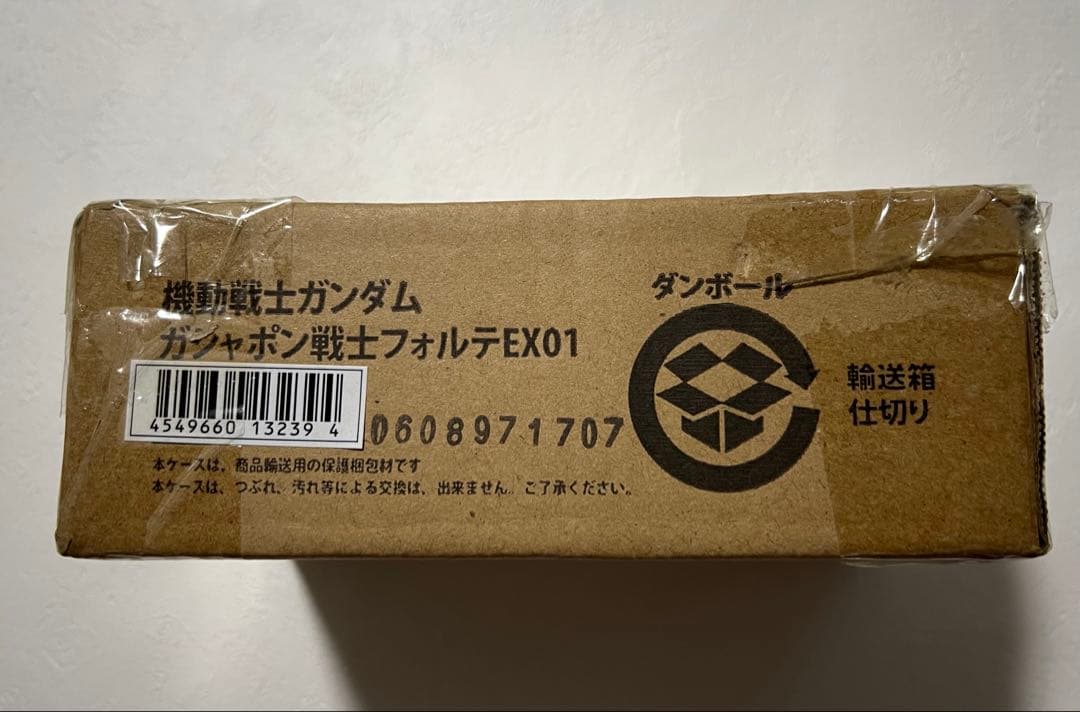 機動戦士ガンダム
ガシャポン戦士フォルテEX01
4549660 13239 4
0608971707
本ケースは、商品輸送用の保護梱包材です
本ケースは、つぶれ、汚れ等による交換は、出来ません。ご了承ください。
ダンボール
輸送箱
仕切り